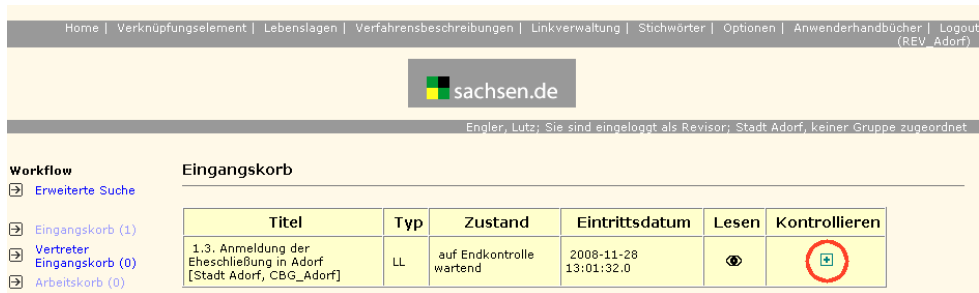 Home | Verknüpfungselement | Lebenslagen | Verfahrensbeschreibungen | Linkverwaltung | Stichwörter | Optionen | Anwenderhandbücher | Logout
(REV_Adorf)
sachsen.de
Engler, Lutz; Sie sind eingeloggt als Revisor; Stadt Adorf, keiner Gruppe zugeordnet
Workflow
Erweiterte Suche
Eingangskorb (1)
Vertreter
Eingangskorb (0)
Arbeitskorb (0)
Eingangskorb
Titel Typ Zustand Eintrittsdatum Lesen Kontrollieren
1.3. Anmeldung der
Eheschließung in Adorf
[Stadt Adorf, CBG_Adorf]
LL
auf Endkontrolle
wartend
2008-11-28
13:01:32.0